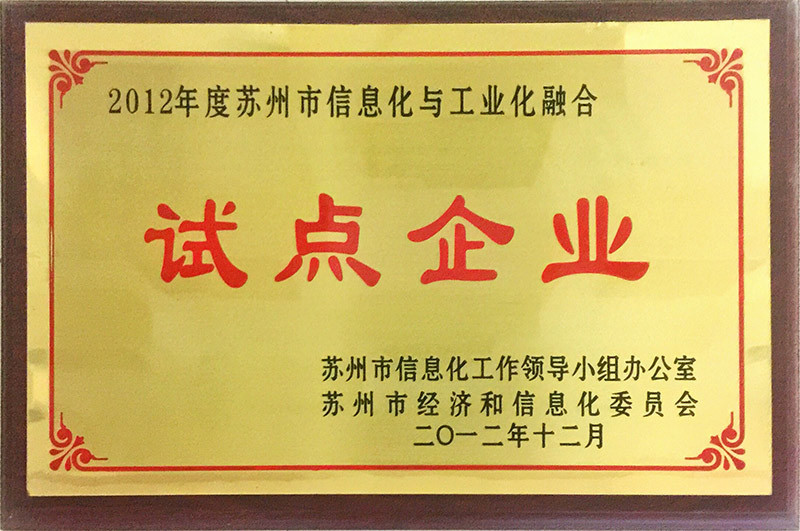 2012年度苏州市信息化与工业化融合
试点企业
苏州市信息化工作领导小组办公室
苏州市经济和信息化委员会
二〇一二年十二月